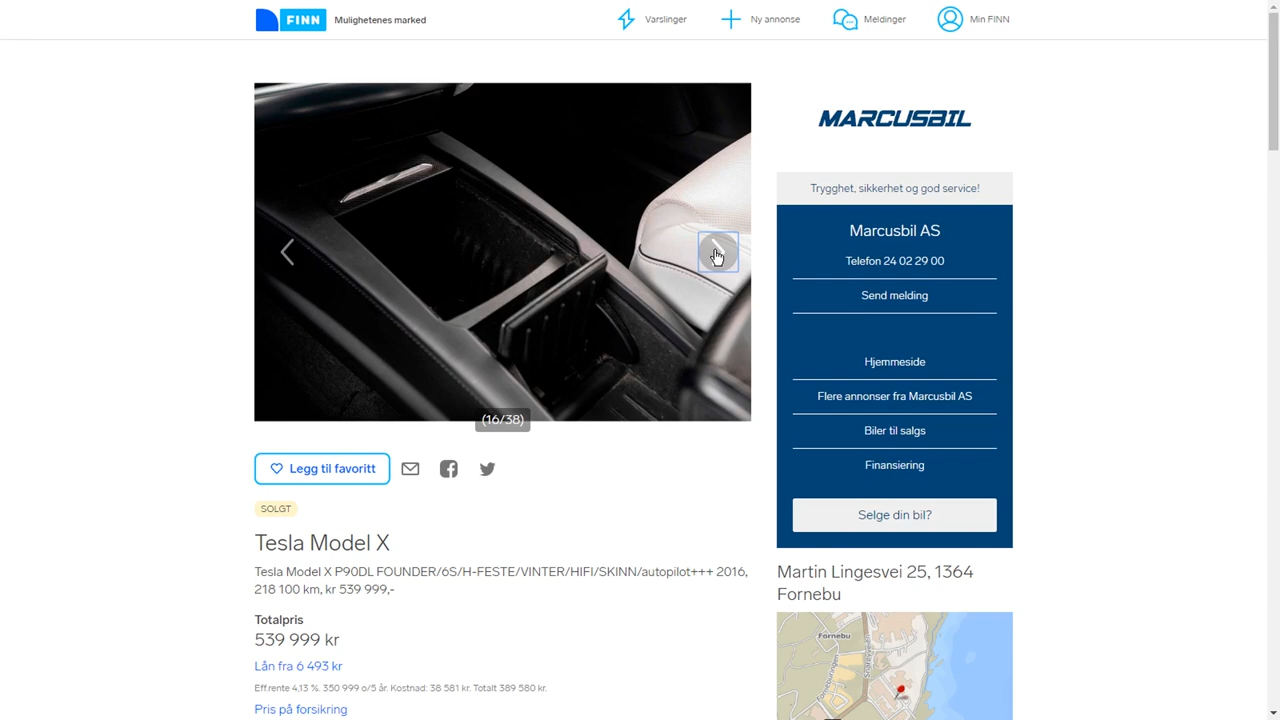 FINN
Mulighetenes marked
Varslinger
Ny annonse
Meldinger
Min FINN
(16/38)
Legg til favoritt
SOLGT
Tesla Model X
Tesla Model X P90DL FOUNDER/6S/H-FESTE/VINTER/HIFI/SKINN/autopilot+++ 2016,
218 100 km, kr 539 999,-
Totalpris
539 999 kr
Lån fra 6 493 kr
Eff.rente 4,13 %. 350 999 o/5 år. Kostnad: 38 581 kr. Totalt 389 580 kr.
Pris på forsikring
MARCUSBIL
Trygghet, sikkerhet og god service!
Marcusbil AS
Telefon 24 02 29 00
Send melding
Hjemmeside
Flere annonser fra Marcusbil AS
Biler til salgs
Finansiering
Selge din bil?
Martin Lingesvei 25, 1364
Fornebu
Fornebu